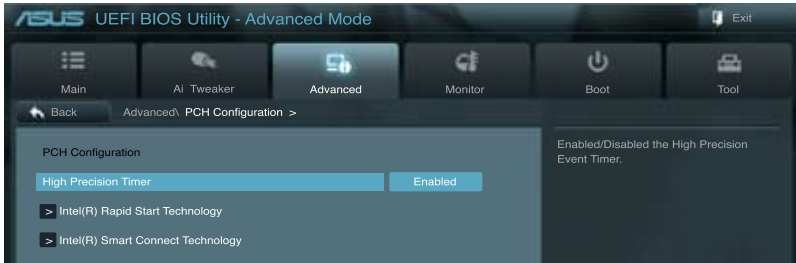 ASUS UEFI BIOS Utility - Advanced Mode
Exit
Main
Ai Tweaker
Advanced
Monitor
Boot
Tool
Back
Advanced\ PCH Configuration >
PCH Configuration
High Precision Timer
Enabled
> Intel(R) Rapid Start Technology
> Intel(R) Smart Connect Technology
Enabled/Disabled the High Precision
Event Timer.